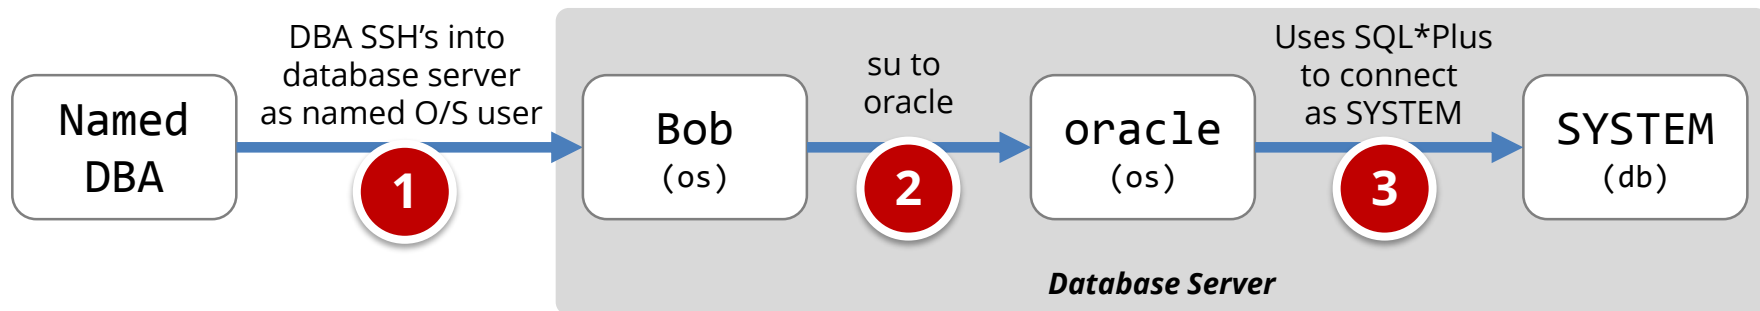 Named
DBA
DBA SSH's into
database server
as named O/S user
1
Bob
(os)
su to
oracle
2
oracle
(os)
Uses SQL*Plus
to connect
as SYSTEM
3
SYSTEM
(db)
Database Server